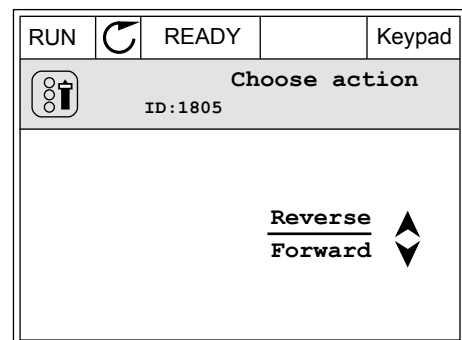 RUN READY Keypad
Choose action
ID:1805
Reverse
Forward